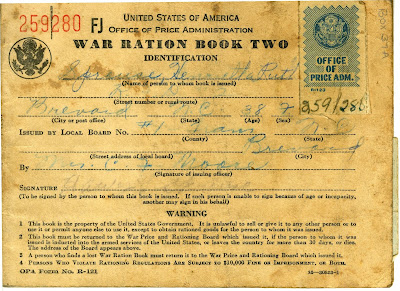 259280 FJ
UNITED STATES OF AMERICA
OFFICE OF PRICE ADMINISTRATION
WAR RATION BOOK TWO
IDENTIFICATION
OFFICE
OF
PRICE ADM.
Henrietta Ruth
(Name of person to whom book is issued)
(Street number or rural route)
Brevard N.C. 38 F 259128
(City or post office) (State) (Age) (Sex)
ISSUED BY LOCAL BOARD NO. #1
(County) (State)
Brevard
(Street address of local board) (City)
By Moore
(Signature of issuing officer)
SIGNATURE
(To be signed by the person to whom this book is issued. If such person is unable to sign because of age or incapacity, another may sign in his behalf)
WARNING
1 This book is the property of the United States Government. It is unlawful to sell or give it to any other person or to
use it or permit anyone else to use it, except to obtain rationed goods for the person to whom it was issued.
2 This book must be returned to the War Price and Rationing Board which issued it, if the person to whom it was
issued is inducted into the armed services of the United States, or leaves the country for more than 30 days, or dies.
The address of the Board appears above.
3 A person who finds a lost War Ration Book must return it to the War Price and Rationing Board which issued it.
4 PERSONS WHO VIOLATE RATIONING REGULATIONS ARE SUBJECT TO $10,000 FINE OR IMPRISONMENT, OR BOTH.
OPA Form No. R-121